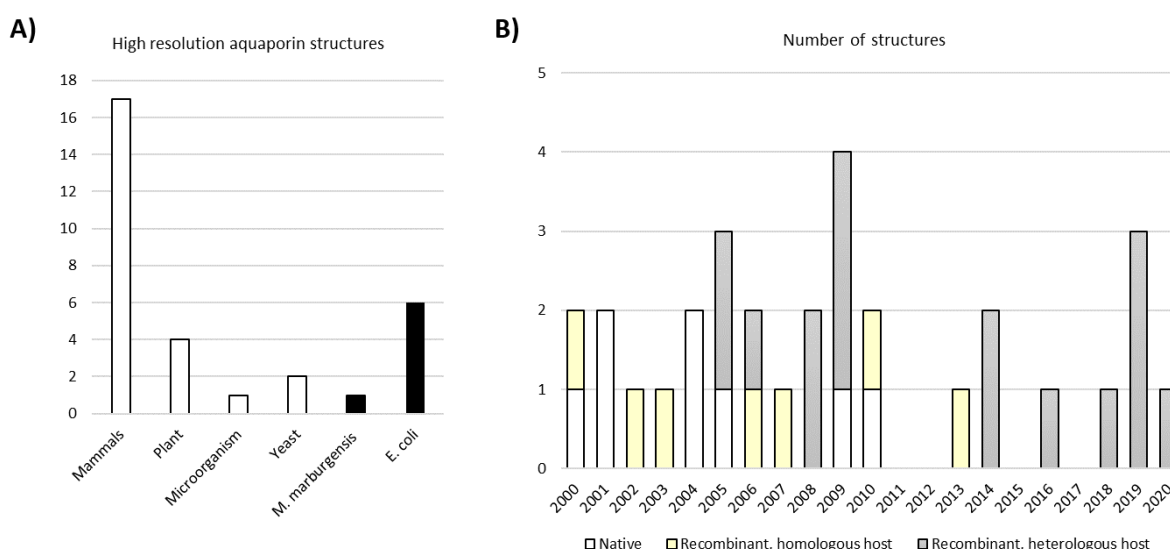 A)
High resolution aquaporin structures
18
16
14
12
10
8
6
4
2
0
Mammals
Plant
Microorganism
Yeast
M. marburgensis
E. coli
B)
Number of structures
5
4
3
2
1
0
2000
2001
2002
2003
2004
2005
2006
2007
2008
2009
2010
2011
2012
2013
2014
2015
2016
2017
2018
2019
2020
Native
Recombinant, homologous host
Recombinant, heterologous host